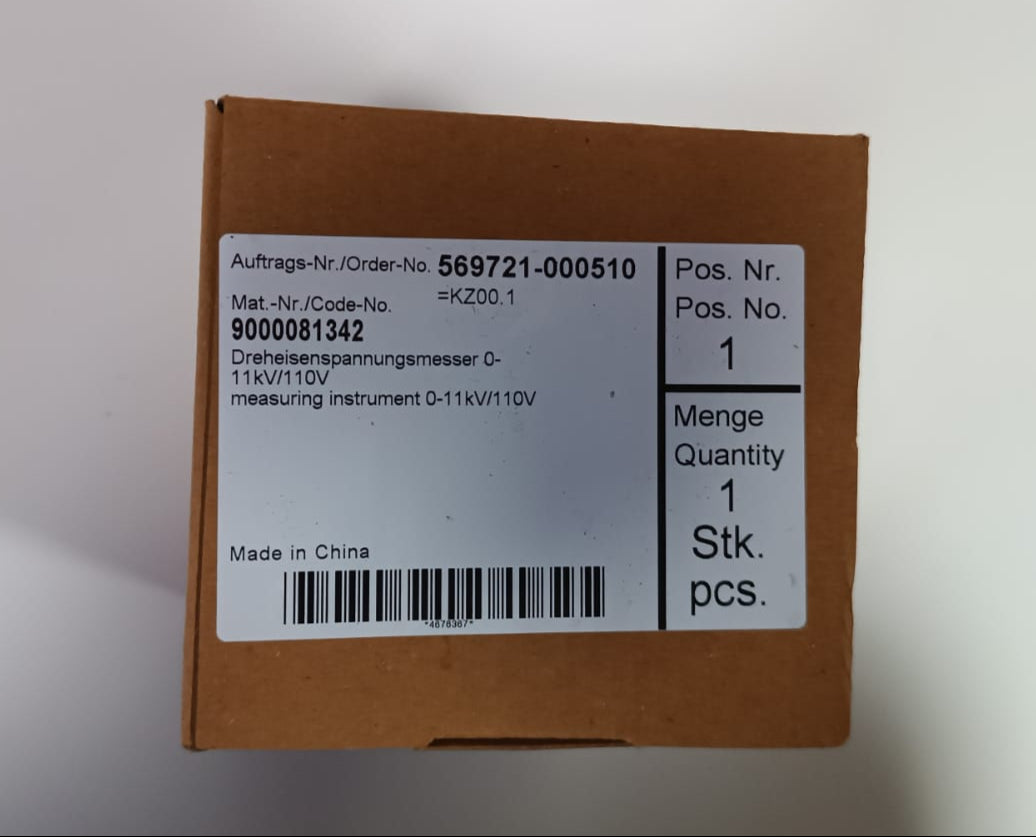 Auftrags-Nr./Order-No. 569721-000510
=KZ00.1
Mat.-Nr./Code-No.
9000081342
Dreheisenspannungsmesser 0-
11kV/110V
measuring instrument 0-11kV/110V
Made in China
*4678367*
Pos. Nr.
Pos. No.
1
Menge
Quantity
1
Stk.
pcs.